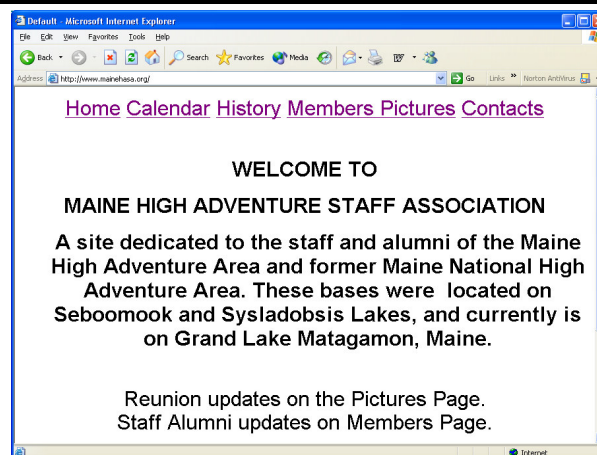 Default - Microsoft Internet Explorer
File Edit View Favorites Tools Help
Back Search Favorites Media
Address http://www.mainehasa.org/ Go Links » Norton AntiVirus
Home Calendar History Members Pictures Contacts
WELCOME TO
MAINE HIGH ADVENTURE STAFF ASSOCIATION
A site dedicated to the staff and alumni of the Maine
High Adventure Area and former Maine National High
Adventure Area. These bases were located on
Seboomook and Sysladobsis Lakes, and currently is
on Grand Lake Matagamon, Maine.
Reunion updates on the Pictures Page.
Staff Alumni updates on Members Page.
Internet